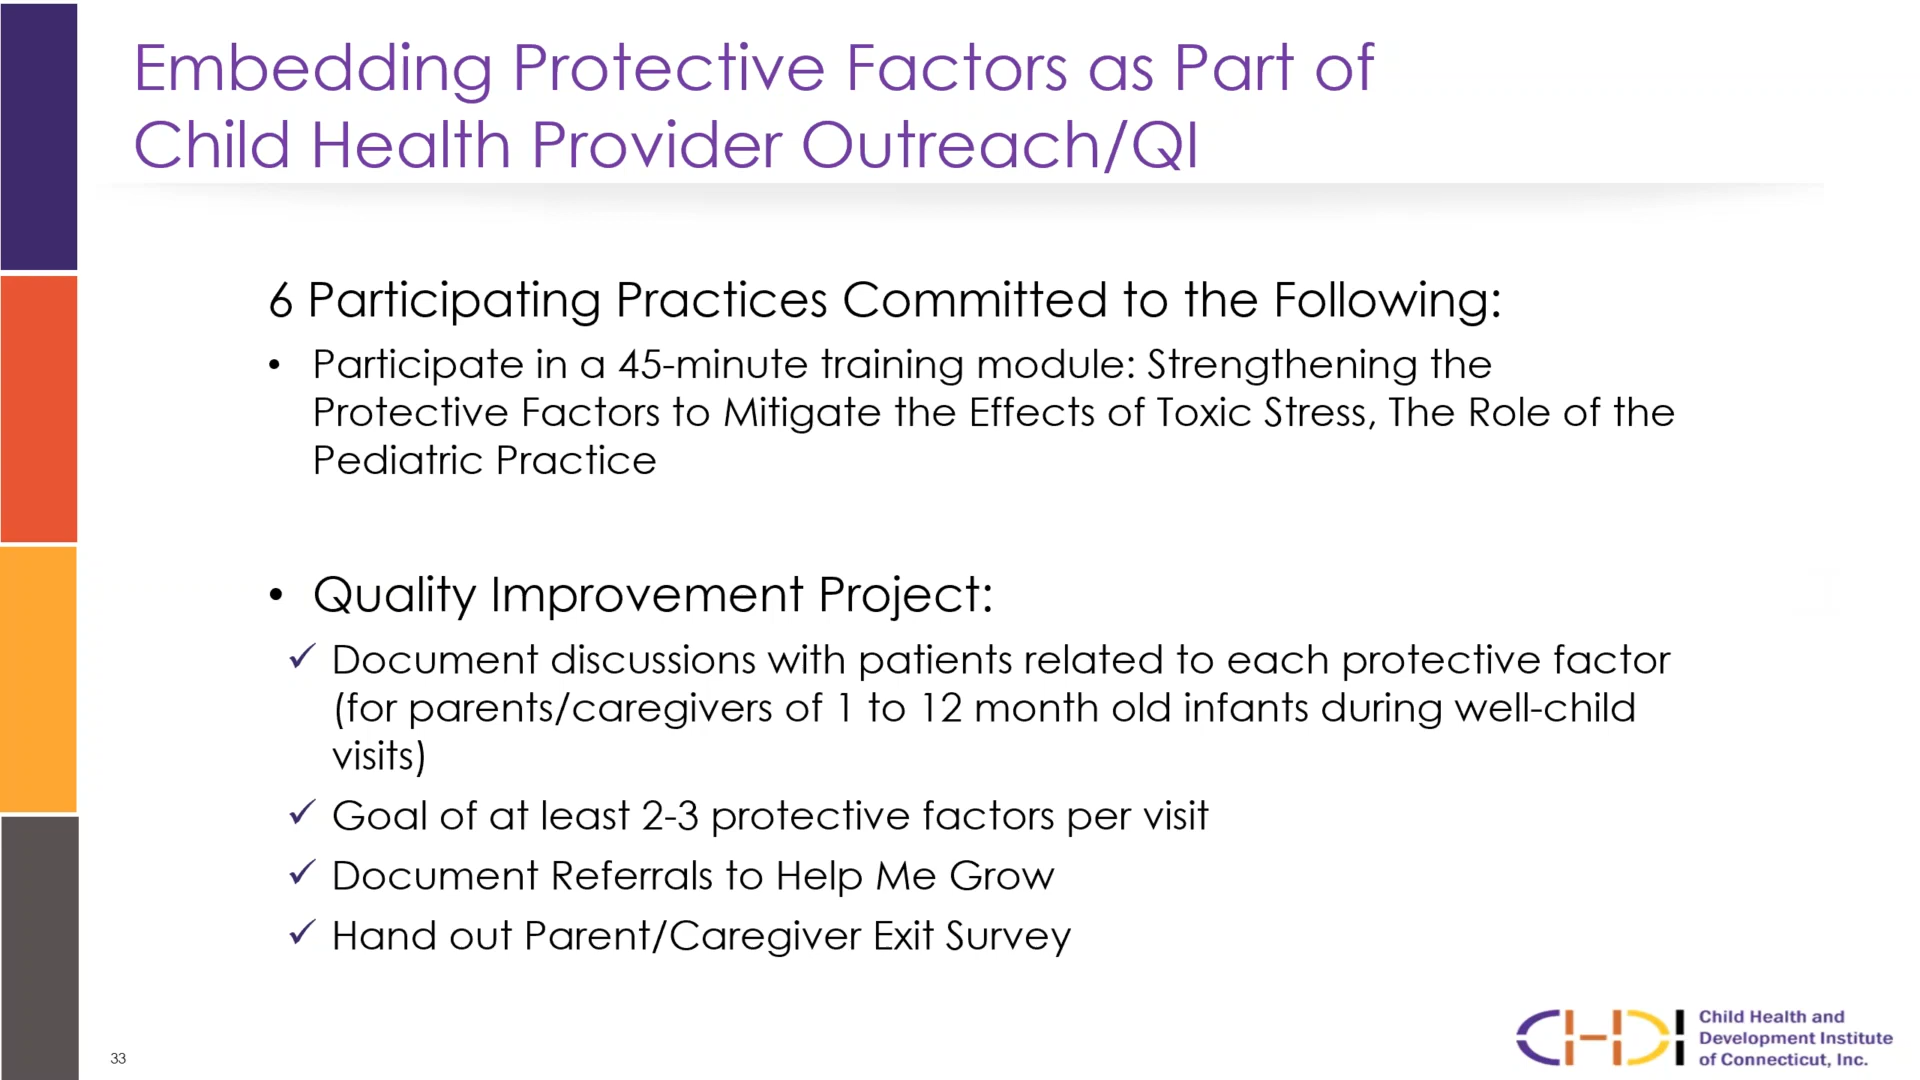 Embedding Protective Factors as Part of
Child Health Provider Outreach/QI
6 Participating Practices Committed to the Following:
• Participate in a 45-minute training module: Strengthening the
Protective Factors to Mitigate the Effects of Toxic Stress, The Role of the
Pediatric Practice
• Quality Improvement Project:
✓ Document discussions with patients related to each protective factor
(for parents/caregivers of 1 to 12 month old infants during well-child
visits)
✓ Goal of at least 2-3 protective factors per visit
✓ Document Referrals to Help Me Grow
✓ Hand out Parent/Caregiver Exit Survey
33
CHDI
Child Health and
Development Institute
of Connecticut, Inc.